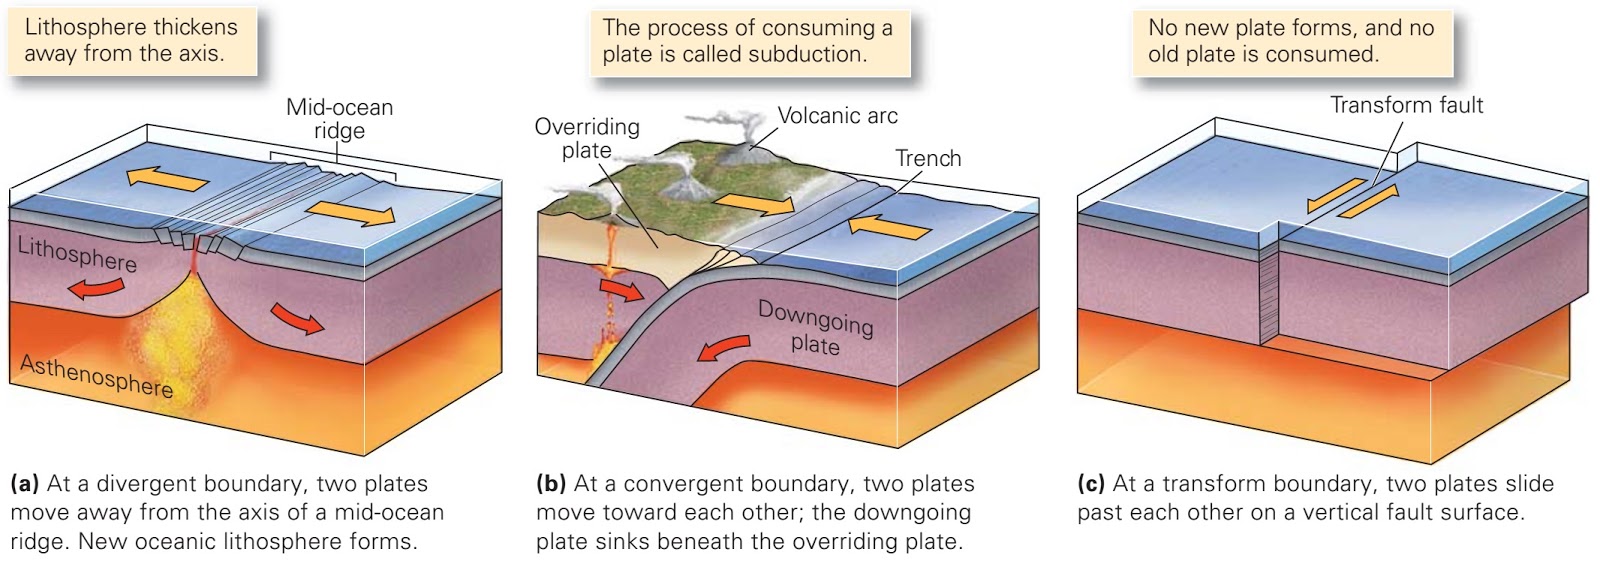 Lithosphere thickens
away from the axis.
Mid-ocean
ridge
Lithosphere
Asthenosphere
(a) At a divergent boundary, two plates
move away from the axis of a mid-ocean
ridge. New oceanic lithosphere forms.
The process of consuming a
plate is called subduction.
Overriding
plate
Volcanic arc
Trench
Downgoing
plate
(b) At a convergent boundary, two plates
move toward each other; the downgoing
plate sinks beneath the overriding plate.
No new plate forms, and no
old plate is consumed.
Transform fault
(c) At a transform boundary, two plates slide
past each other on a vertical fault surface.